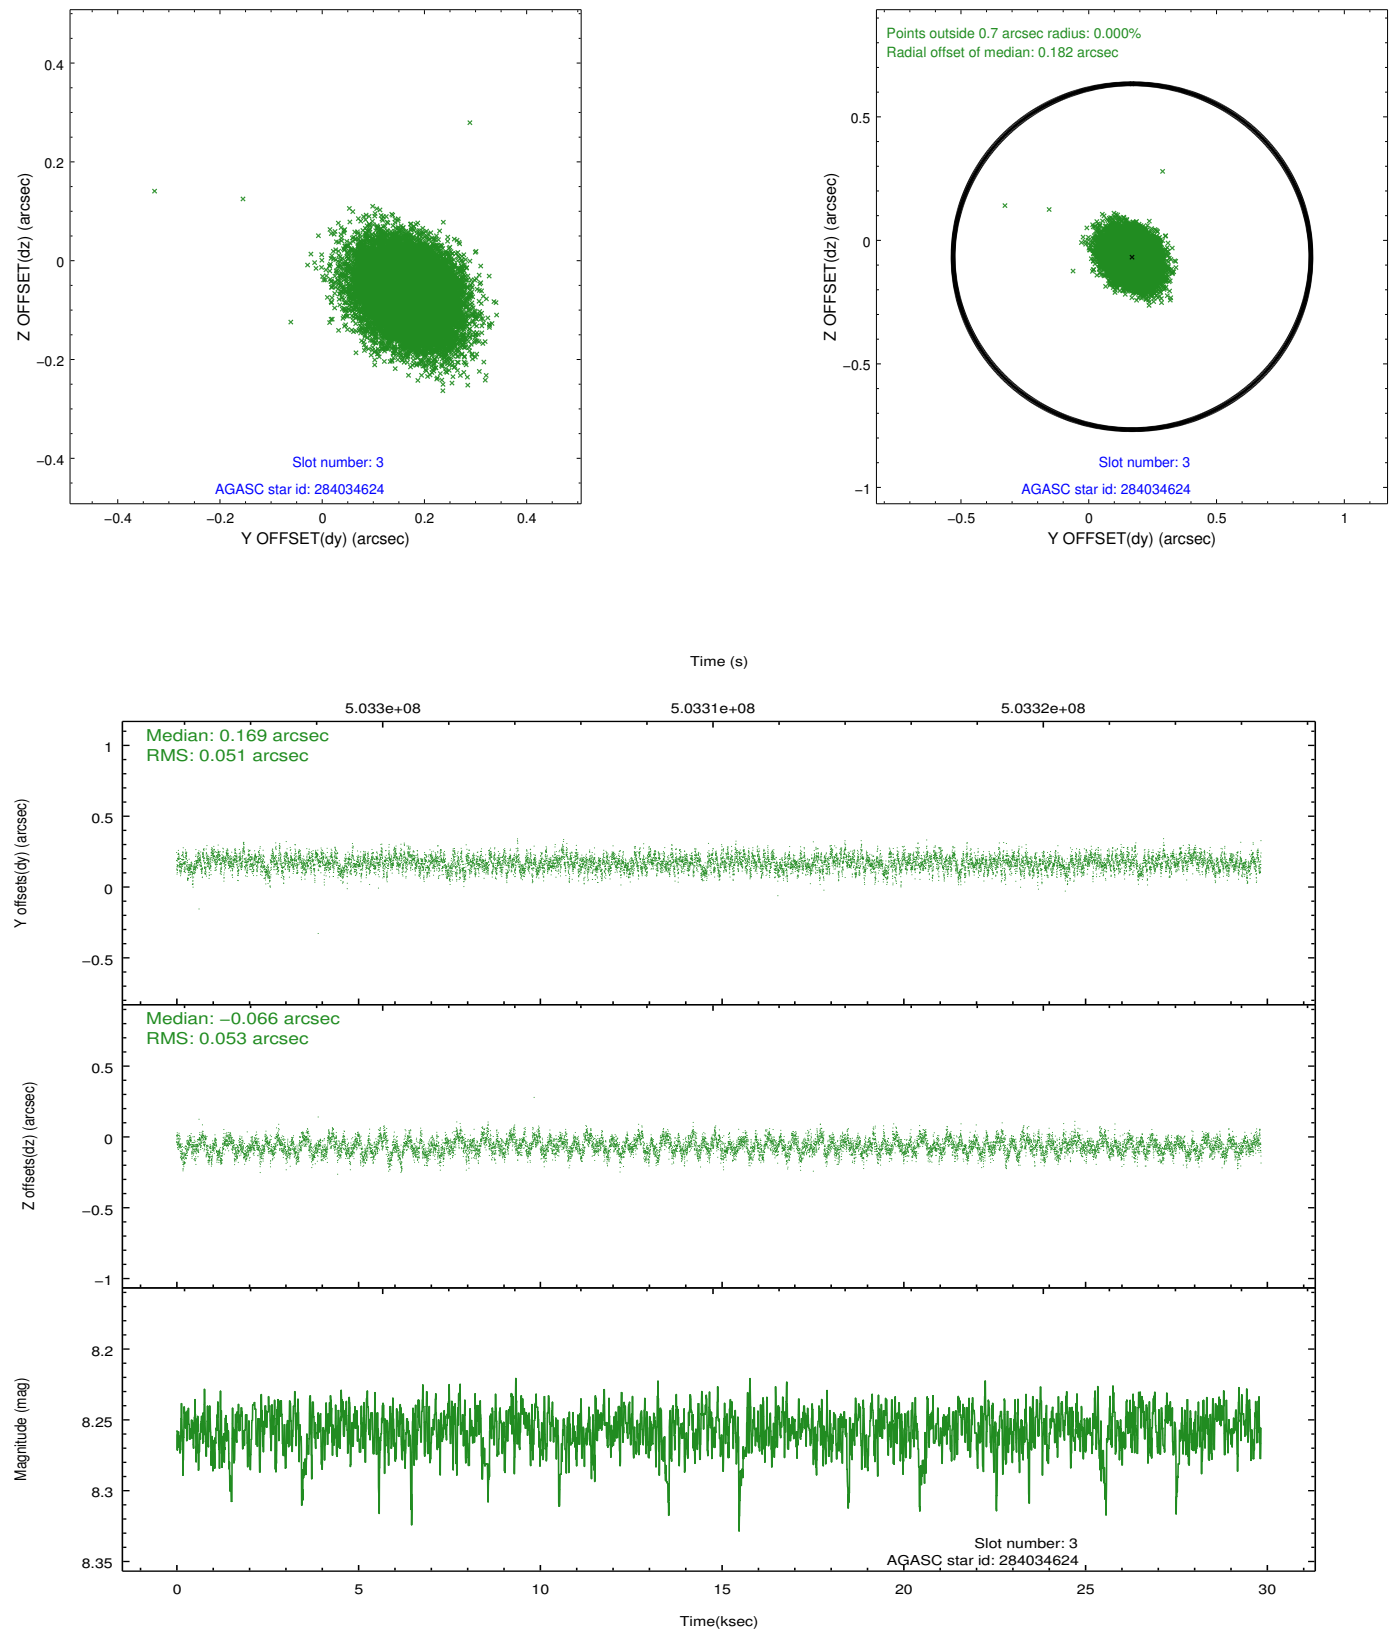 0.4
0.2
0
−0.2
−0.4
Z OFFSET(dz) (arcsec)
Slot number: 3
AGASC star id: 284034624
−0.4
−0.2
0
0.2
0.4
Y OFFSET(dy) (arcsec)
Points outside 0.7 arcsec radius: 0.000%
Radial offset of median: 0.182 arcsec
0.5
0
−0.5
−1
Z OFFSET(dz) (arcsec)
Slot number: 3
AGASC star id: 284034624
−0.5
0
0.5
1
Y OFFSET(dy) (arcsec)
Time (s)
5.033e+08
5.0331e+08
5.0332e+08
Median: 0.169 arcsec
RMS: 0.051 arcsec
1
0.5
0
−0.5
Y offsets(dy) (arcsec)
Median: −0.066 arcsec
RMS: 0.053 arcsec
0.5
0
−0.5
−1
Z offsets(dz) (arcsec)
8.2
8.25
8.3
8.35
Magnitude (mag)
Slot number: 3
AGASC star id: 284034624
0
5
10
15
20
25
30
Time(ksec)